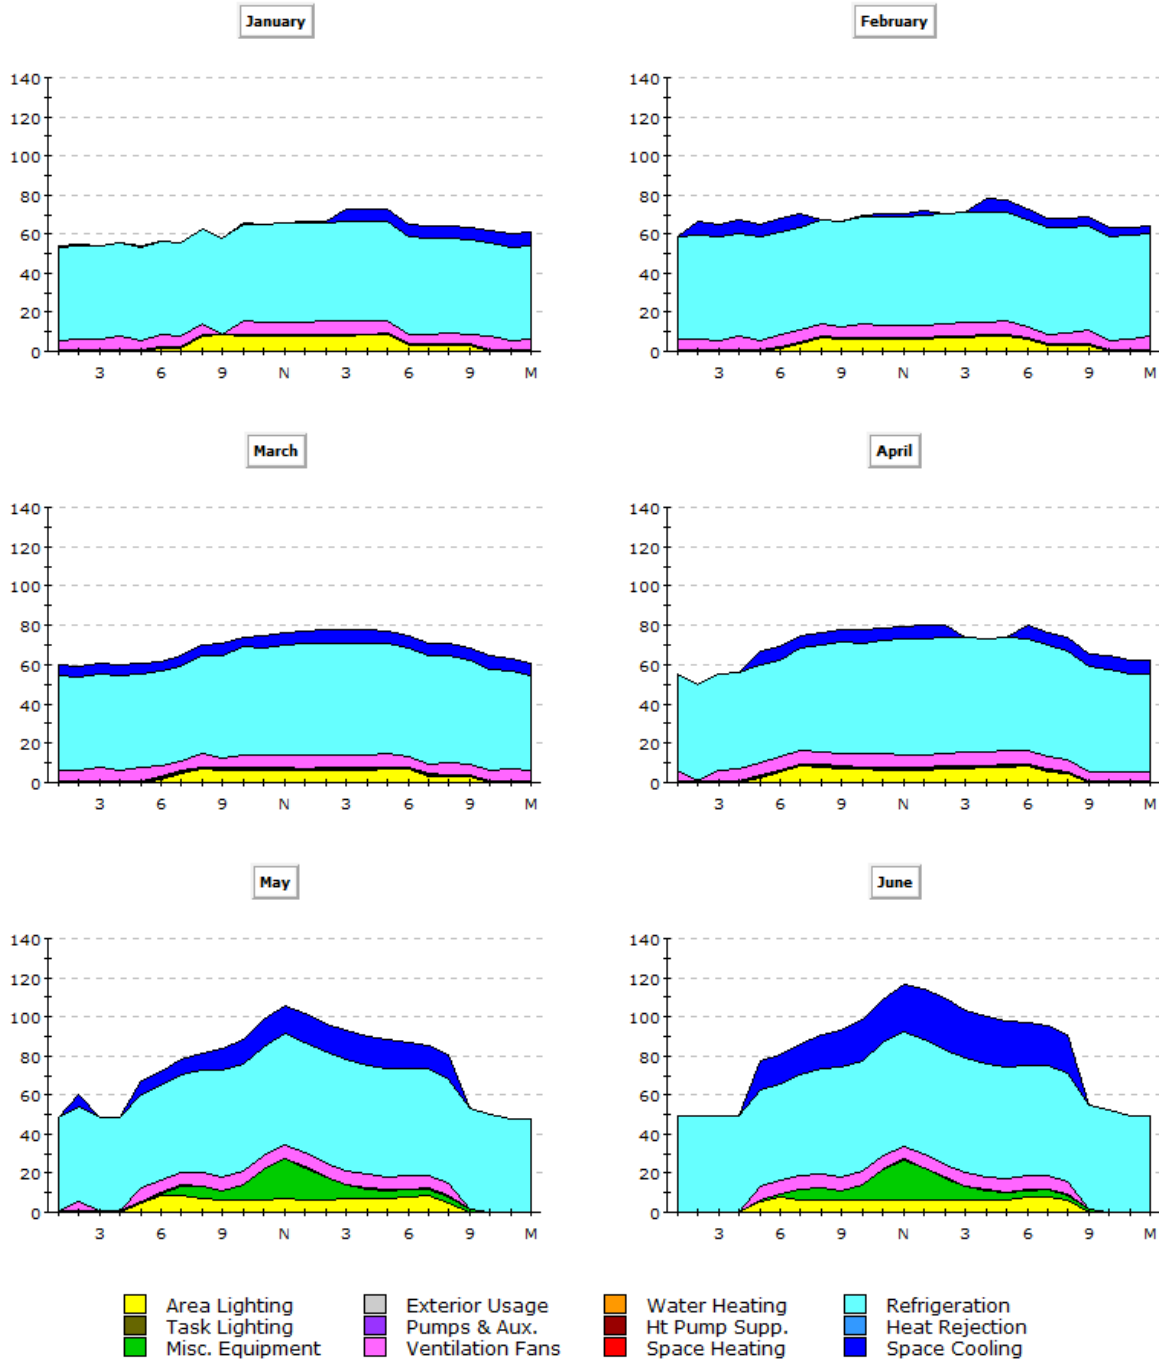 January
February
140 140
120 120
100 100
80 80
60 60
40 40
20 20
0 0
3 6 9 N 3 6 9 M 3 6 9 N 3 6 9 M
March
April
140 140
120 120
100 100
80 80
60 60
40 40
20 20
0 0
3 6 9 N 3 6 9 M 3 6 9 N 3 6 9 M
May
June
140 140
120 120
100 100
80 80
60 60
40 40
20 20
0 0
3 6 9 N 3 6 9 M 3 6 9 N 3 6 9 M
Area Lighting Exterior Usage Water Heating Refrigeration
Task Lighting Pumps & Aux. Ht Pump Supp. Heat Rejection
Misc. Equipment Ventilation Fans Space Heating Space Cooling